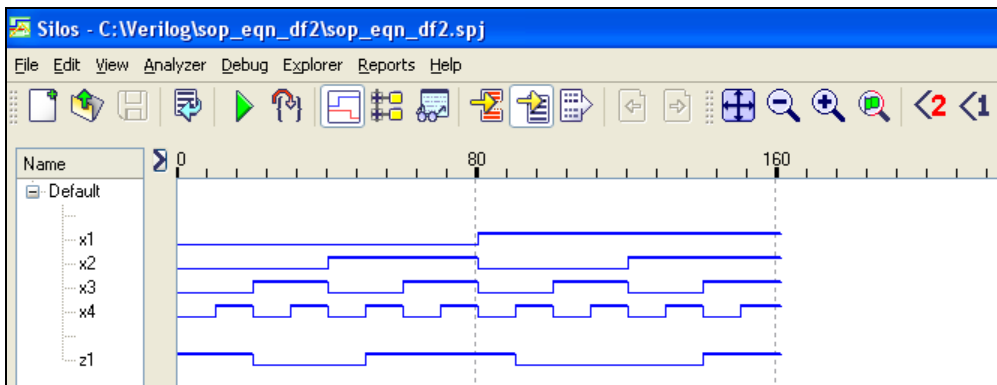 Silos - C:\Verilog\sop_eqn_df2\sop_eqn_df2.spj
File Edit View Analyzer Debug Explorer Reports Help
2 1
Name Σ 0 80 160
Default
x1
x2
x3
x4
z1